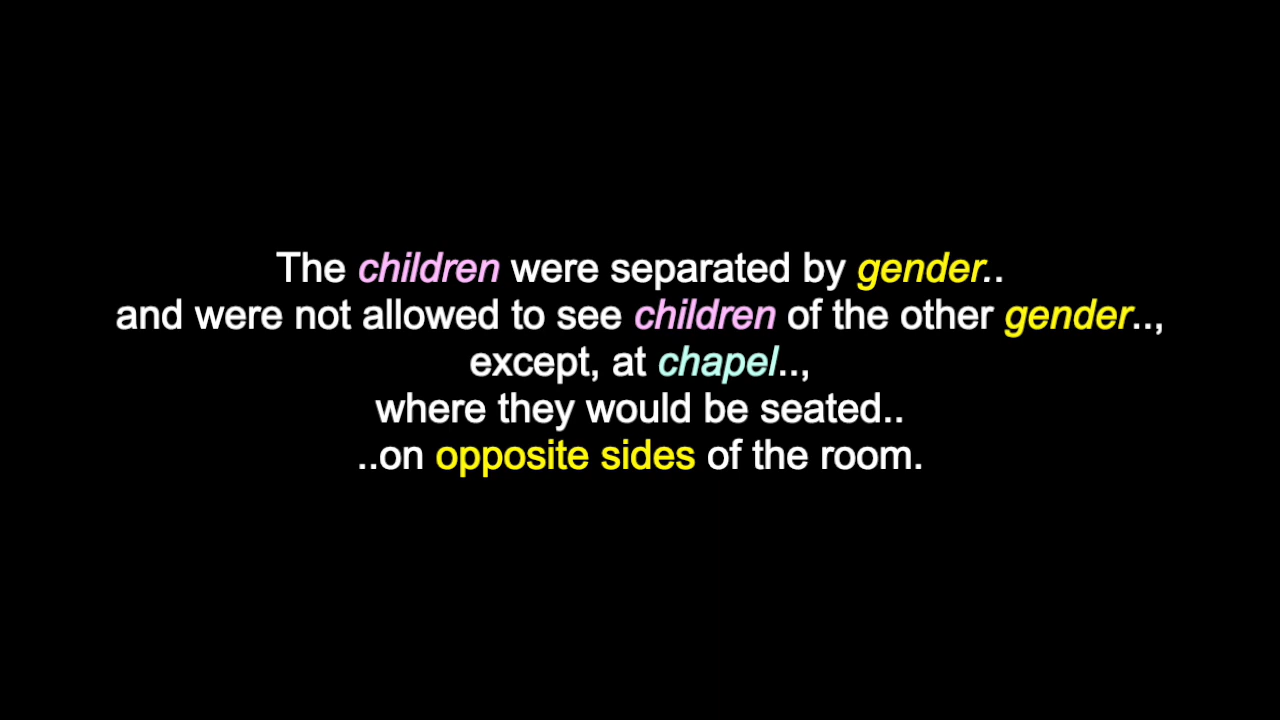 The children were separated by gender..
and were not allowed to see children of the other gender..,
except, at chapel..,
where they would be seated..
..on opposite sides of the room.